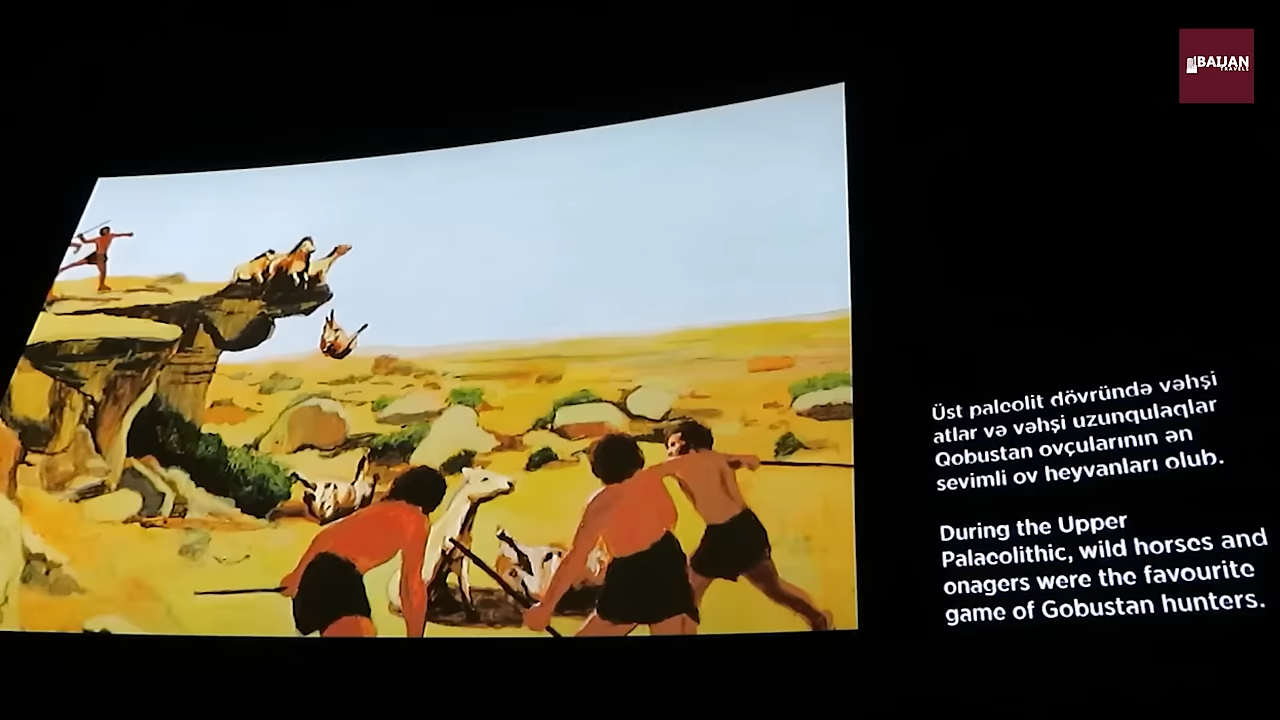 BAIJAN
TRAVELS
Üst paleolit dövründə vəhşi
atlar və vəhşi uzunqulaqlar
Qobustan ovçularının ən
sevimli ov heyvanları olub.
During the Upper
Palaeolithic, wild horses and
onagers were the favourite
game of Gobustan hunters.